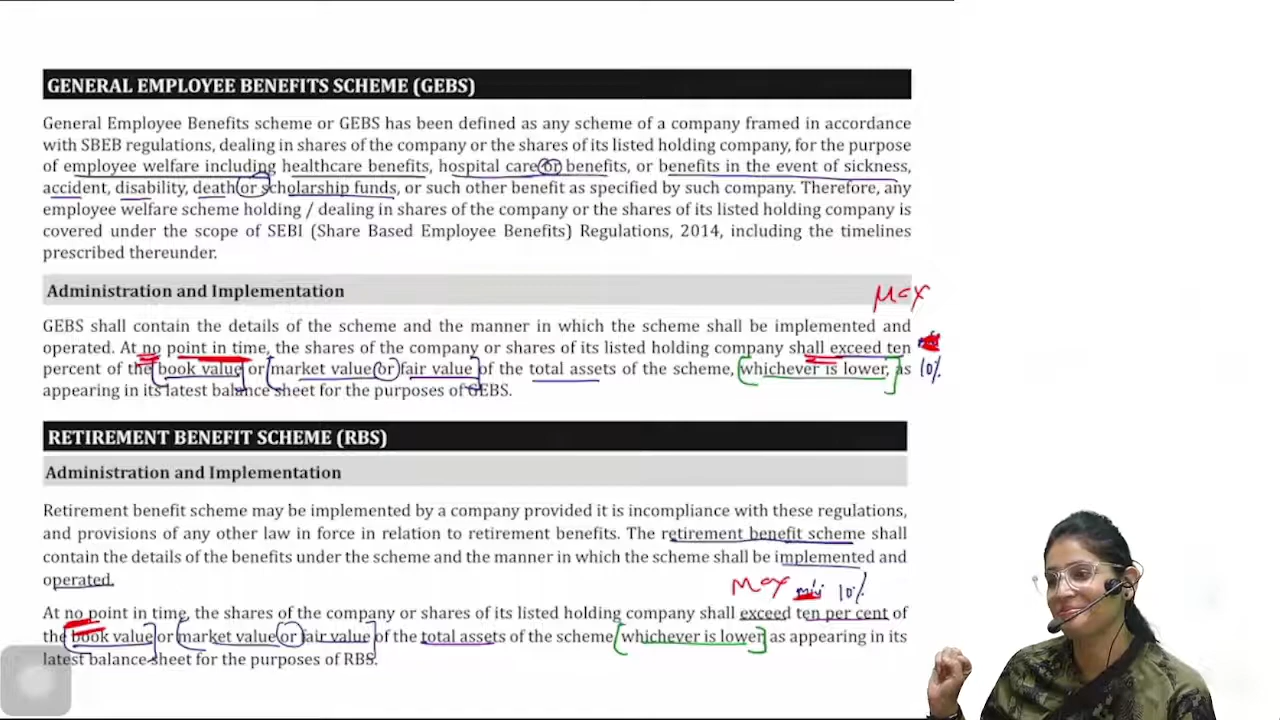 GENERAL EMPLOYEE BENEFITS SCHEME (GEBS)
General Employee Benefits scheme or GEBS has been defined as any scheme of a company framed in accordance
with SBEB regulations, dealing in shares of the company or the shares of its listed holding company, for the purpose
of employee welfare including healthcare benefits, hospital care or benefits, or benefits in the event of sickness,
accident, disability, death or scholarship funds, or such other benefit as specified by such company. Therefore, any
employee welfare scheme holding / dealing in shares of the company or the shares of its listed holding company is
covered under the scope of SEBI (Share Based Employee Benefits) Regulations, 2014, including the timelines
prescribed thereunder.
Administration and Implementation
Max
GEBS shall contain the details of the scheme and the manner in which the scheme shall be implemented and
operated. At no point in time, the shares of the company or shares of its listed holding company shall exceed ten
percent of the book value or market value or fair value of the total assets of the scheme, whichever is lower, as 10%
appearing in its latest balance sheet for the purposes of GEBS.
RETIREMENT BENEFIT SCHEME (RBS)
Administration and Implementation
Retirement benefit scheme may be implemented by a company provided it is incompliance with these regulations,
and provisions of any other law in force in relation to retirement benefits. The retirement benefit scheme shall
contain the details of the benefits under the scheme and the manner in which the scheme shall be implemented and
operated.
Max 10%
At no point in time, the shares of the company or shares of its listed holding company shall exceed ten per cent of
the book value or market value or fair value of the total assets of the scheme whichever is lower as appearing in its
latest balance sheet for the purposes of RBS.